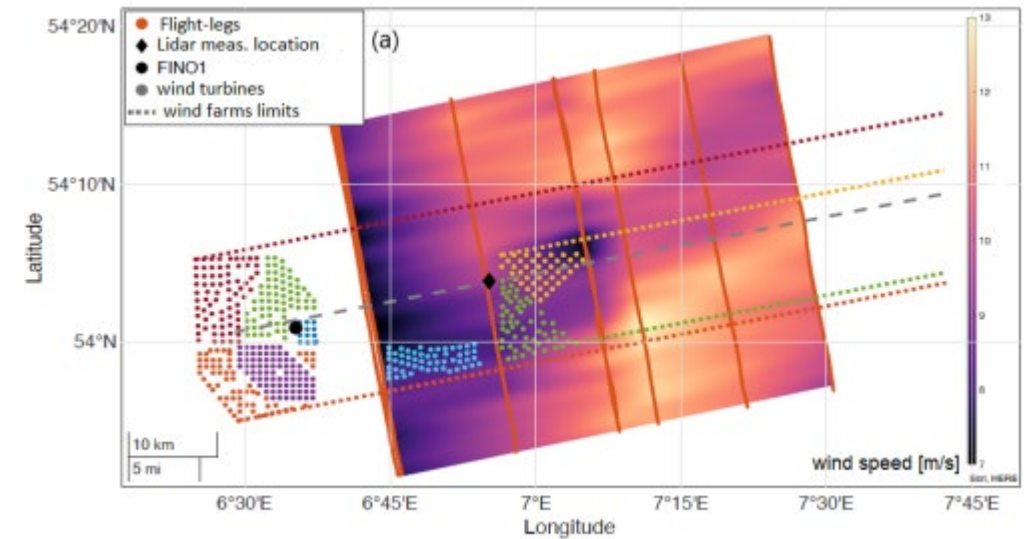 54°20'N
54°10'N
54°N
Latitude
Flight-legs
Lidar meas. location
FINO1
wind turbines
wind farms limits
(a)
10 km
5 mi
13
12
11
10
9
8
7
wind speed [m/s]
Esri, HERE
6°30'E
6°45'E
7°E
7°15'E
7°30'E
7°45'E
Longitude